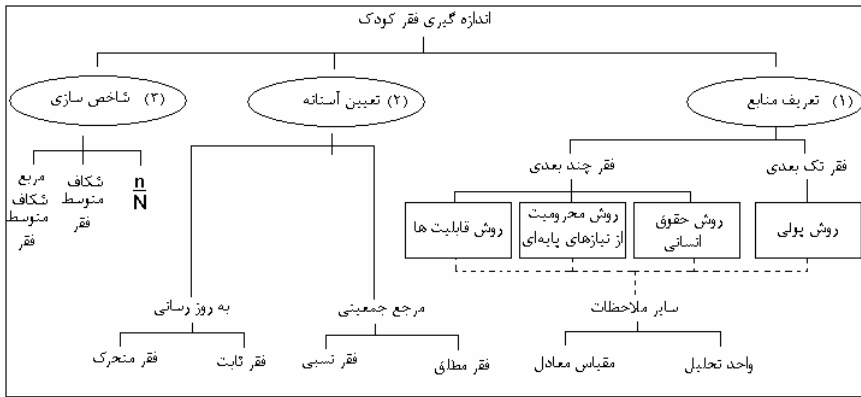 اندازه گیری فقر کودک
(۱) تعریف منابع
(۲) تعیین آستانه
(۳) شاخص سازی
فقر تک بعدی
فقر چند بعدی
n
N
شکاف
متوسط
فقر
مربع
شکاف
متوسط
فقر
روش پولی
روش حقوق
انسانی
روش محرومیت
از نیازهای پایه‌ای
روش قابلیت ها
سایر ملاحظات
مرجع جمعیتی
به روز رسانی
واحد تحلیل
مقیاس معادل
فقر مطلق
فقر نسبی
فقر ثابت
فقر متحرک